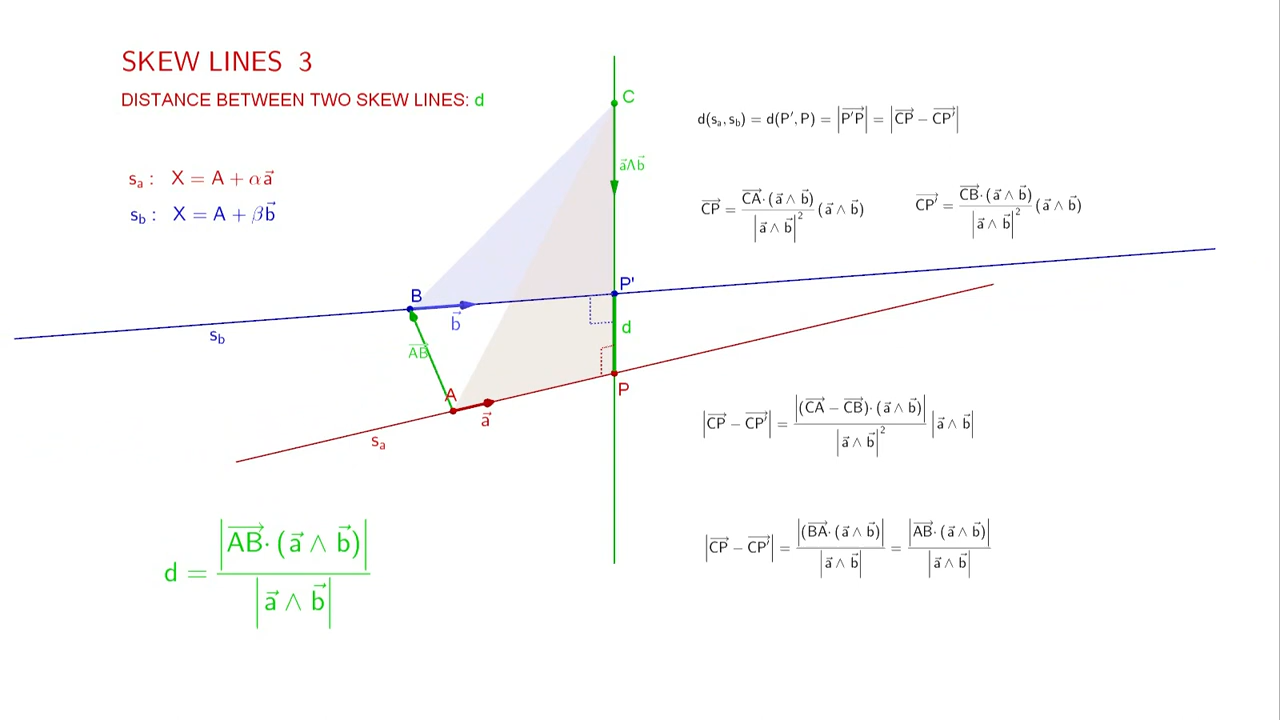 SKEW LINES 3
DISTANCE BETWEEN TWO SKEW LINES: d
sₐ : X = A + αa⃗
s_b : X = A + βb⃗
C
a⃗Λb⃗
B
b⃗
P'
d
s_b
AB⃗
A
a⃗
P
sₐ
d = |AB⃗·(a⃗ ∧ b⃗)| / |a⃗ ∧ b⃗|
d(sₐ, s_b) = d(P', P) = |P'P⃗| = |CP⃗ − CP'⃗|
CP⃗ = CA⃗·(a⃗ ∧ b⃗) / |a⃗ ∧ b⃗|² (a⃗ ∧ b⃗)
CP'⃗ = CB⃗·(a⃗ ∧ b⃗) / |a⃗ ∧ b⃗|² (a⃗ ∧ b⃗)
|CP⃗ − CP'⃗| = |(CA⃗ − CB⃗)·(a⃗ ∧ b⃗)| / |a⃗ ∧ b⃗|² |a⃗ ∧ b⃗|
|CP⃗ − CP'⃗| = |(BA⃗·(a⃗ ∧ b⃗)| / |a⃗ ∧ b⃗| = |AB⃗·(a⃗ ∧ b⃗)| / |a⃗ ∧ b⃗|